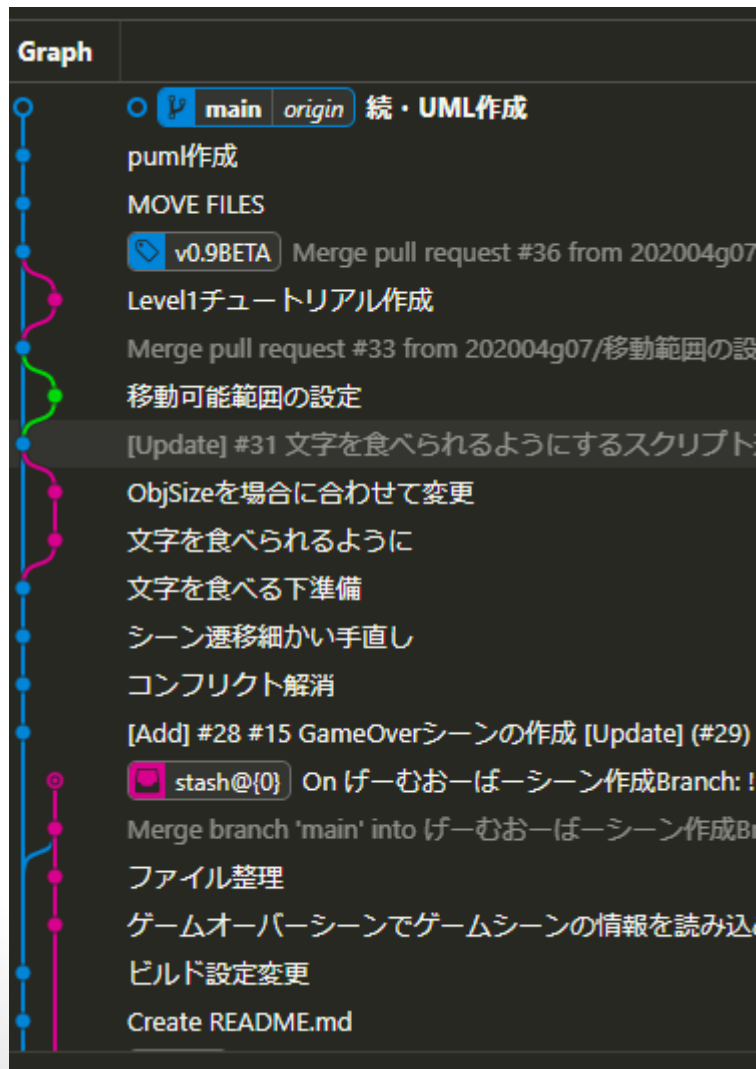 Graph
main origin 続・UML作成
puml作成
MOVE FILES
v0.9BETA Merge pull request #36 from 202004g07
Level1チュートリアル作成
Merge pull request #33 from 202004g07/移動範囲の設
移動可能範囲の設定
[Update] #31 文字を食べられるようにするスクリプト
ObjSizeを場合に合わせて変更
文字を食べられるように
文字を食べる下準備
シーン遷移細かい手直し
コンフリクト解消
[Add] #28 #15 GameOverシーンの作成 [Update] (#29)
stash@{0} On げーむおーばーシーン作成Branch: !
Merge branch 'main' into げーむおーばーシーン作成B
ファイル整理
ゲームオーバーシーンでゲームシーンの情報を読み込
ビルド設定変更
Create README.md